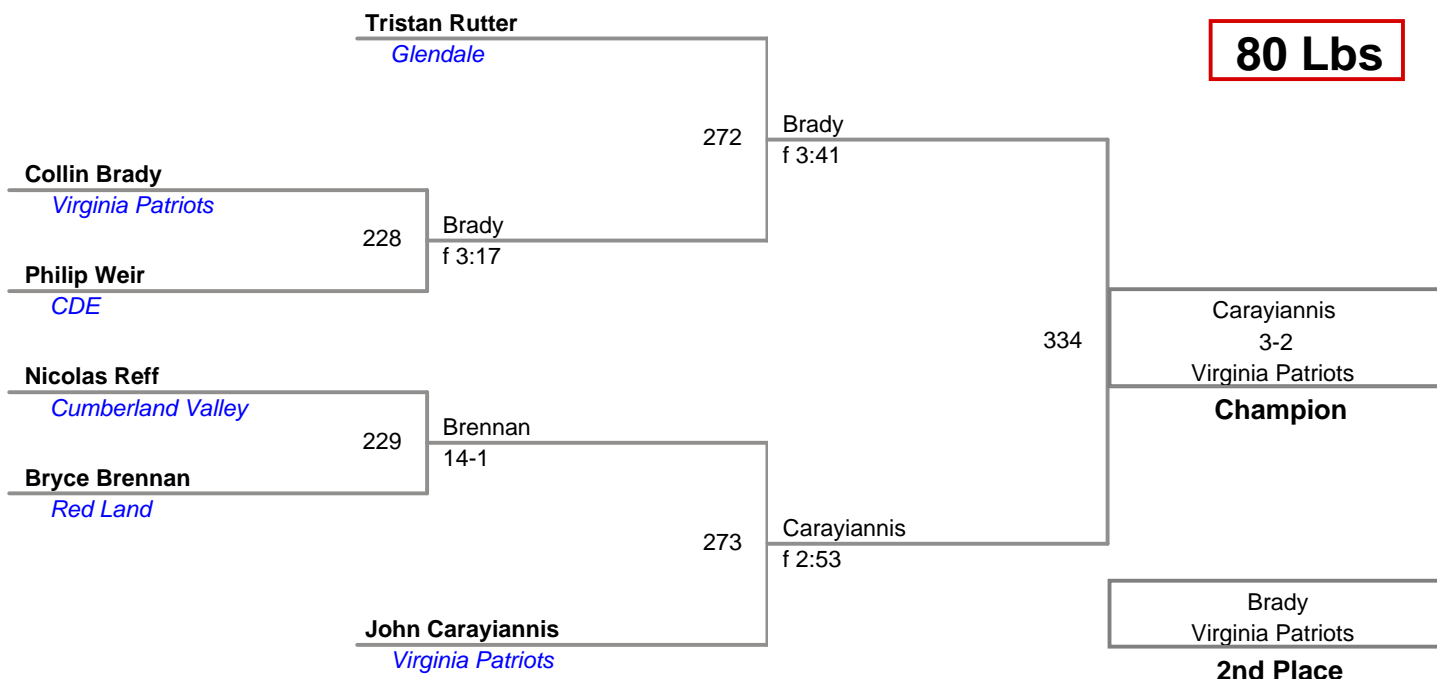 Tristan Rutter
Glendale
80 Lbs
272
Brady
f 3:41
Collin Brady
Virginia Patriots
228
Brady
f 3:17
Philip Weir
CDE
334
Carayiannis
3-2
Virginia Patriots
Champion
Nicolas Reff
Cumberland Valley
229
Brennan
14-1
Bryce Brennan
Red Land
273
Carayiannis
f 2:53
John Carayiannis
Virginia Patriots
Brady
Virginia Patriots
2nd Place